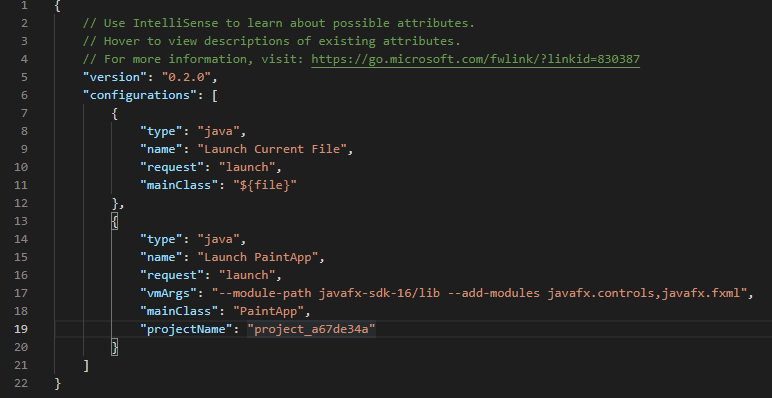 1 {
2 // Use IntelliSense to learn about possible attributes.
3 // Hover to view descriptions of existing attributes.
4 // For more information, visit: https://go.microsoft.com/fwlink/?linkid=830387
5 "version": "0.2.0",
6 "configurations": [
7 {
8 "type": "java",
9 "name": "Launch Current File",
10 "request": "launch",
11 "mainClass": "${file}"
12 },
13 {
14 "type": "java",
15 "name": "Launch PaintApp",
16 "request": "launch",
17 "vmArgs": "--module-path javafx-sdk-16/lib --add-modules javafx.controls,javafx.fxml",
18 "mainClass": "PaintApp",
19 "projectName": "project_a67de34a"
20 }
21 ]
22 }